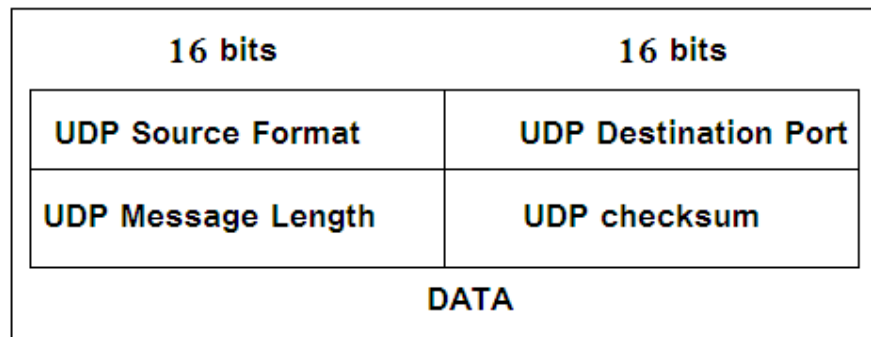 16 bits 16 bits
UDP Source Format UDP Destination Port
UDP Message Length UDP checksum
DATA